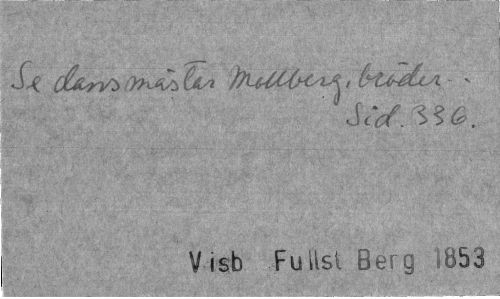 Se dansmästar Mollberg, bröder..
Sid. 336.
Visb Fullst Berg 1853